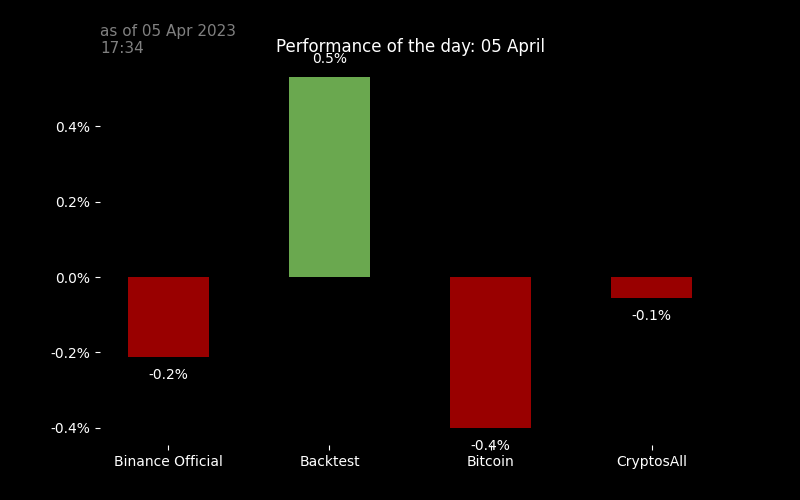 as of 05 Apr 2023
17:34
Performance of the day: 05 April
0.5%
0.4%
0.2%
0.0%
-0.2%
-0.4%
-0.2%
-0.4%
-0.1%
Binance Official
Backtest
Bitcoin
CryptosAll